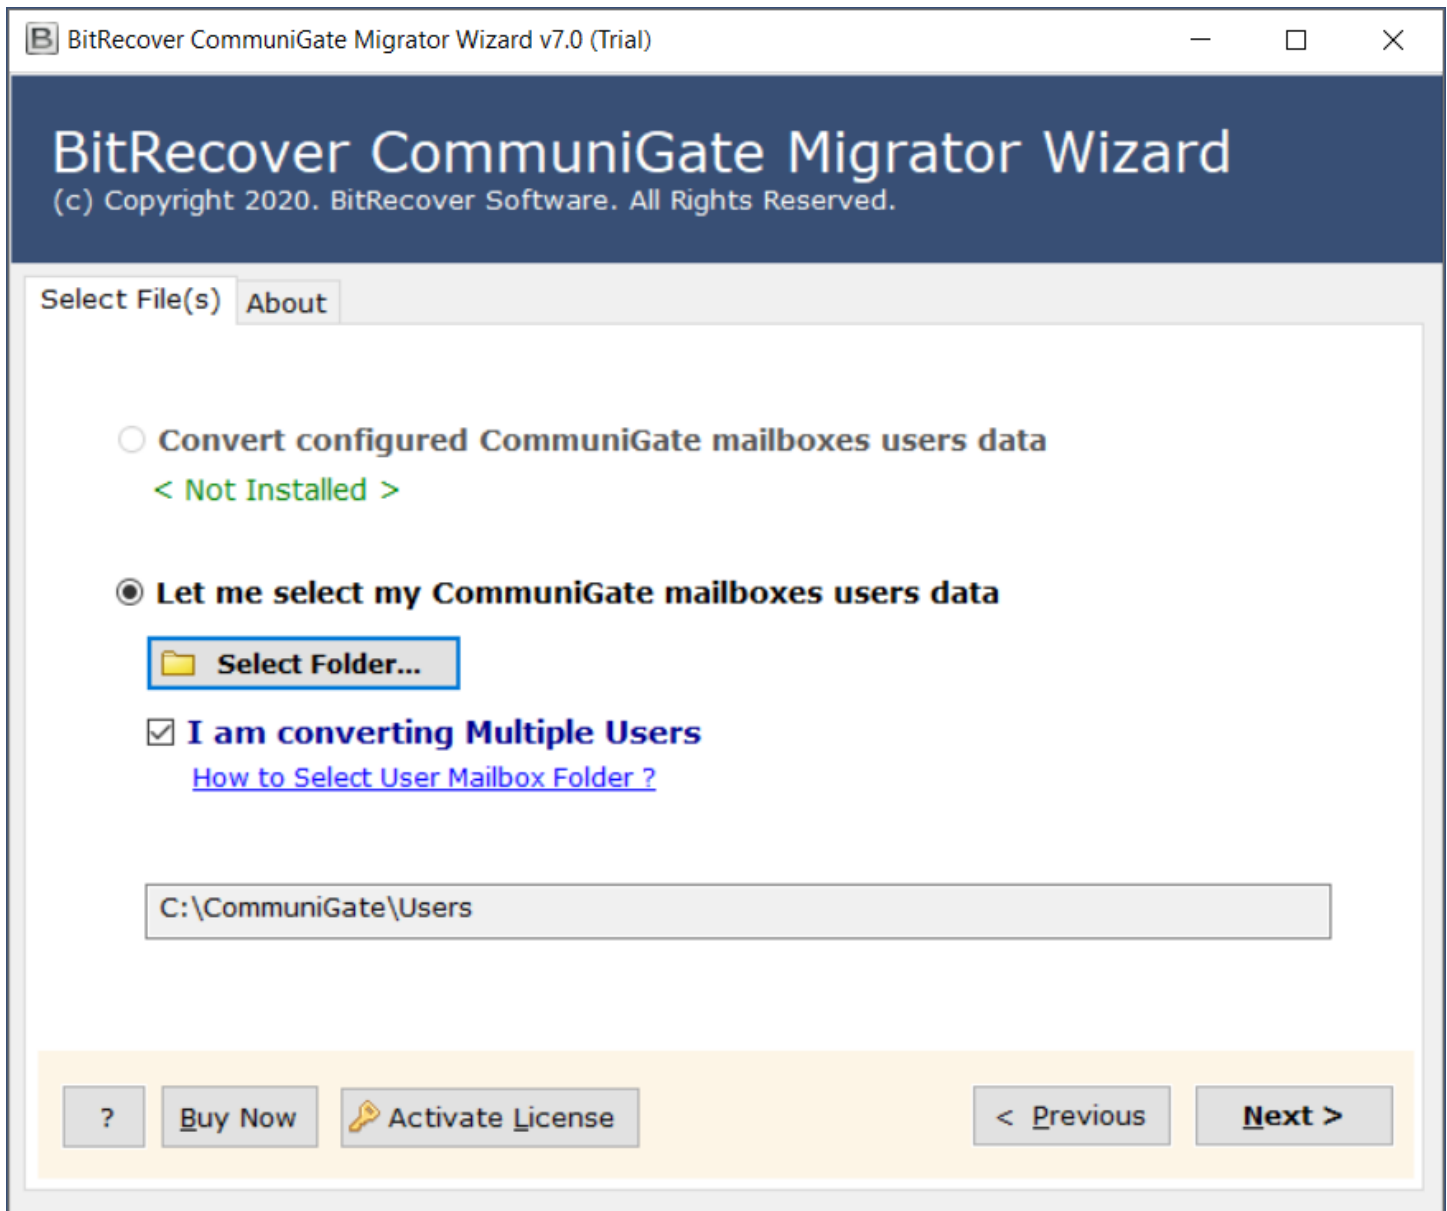 BitRecover CommuniGate Migrator Wizard v7.0 (Trial)
BitRecover CommuniGate Migrator Wizard
(c) Copyright 2020. BitRecover Software. All Rights Reserved.
Select File(s) About
Convert configured CommuniGate mailboxes users data
< Not Installed >
Let me select my CommuniGate mailboxes users data
Select Folder...
I am converting Multiple Users
How to Select User Mailbox Folder ?
C:\CommuniGate\Users
? Buy Now Activate License < Previous Next >